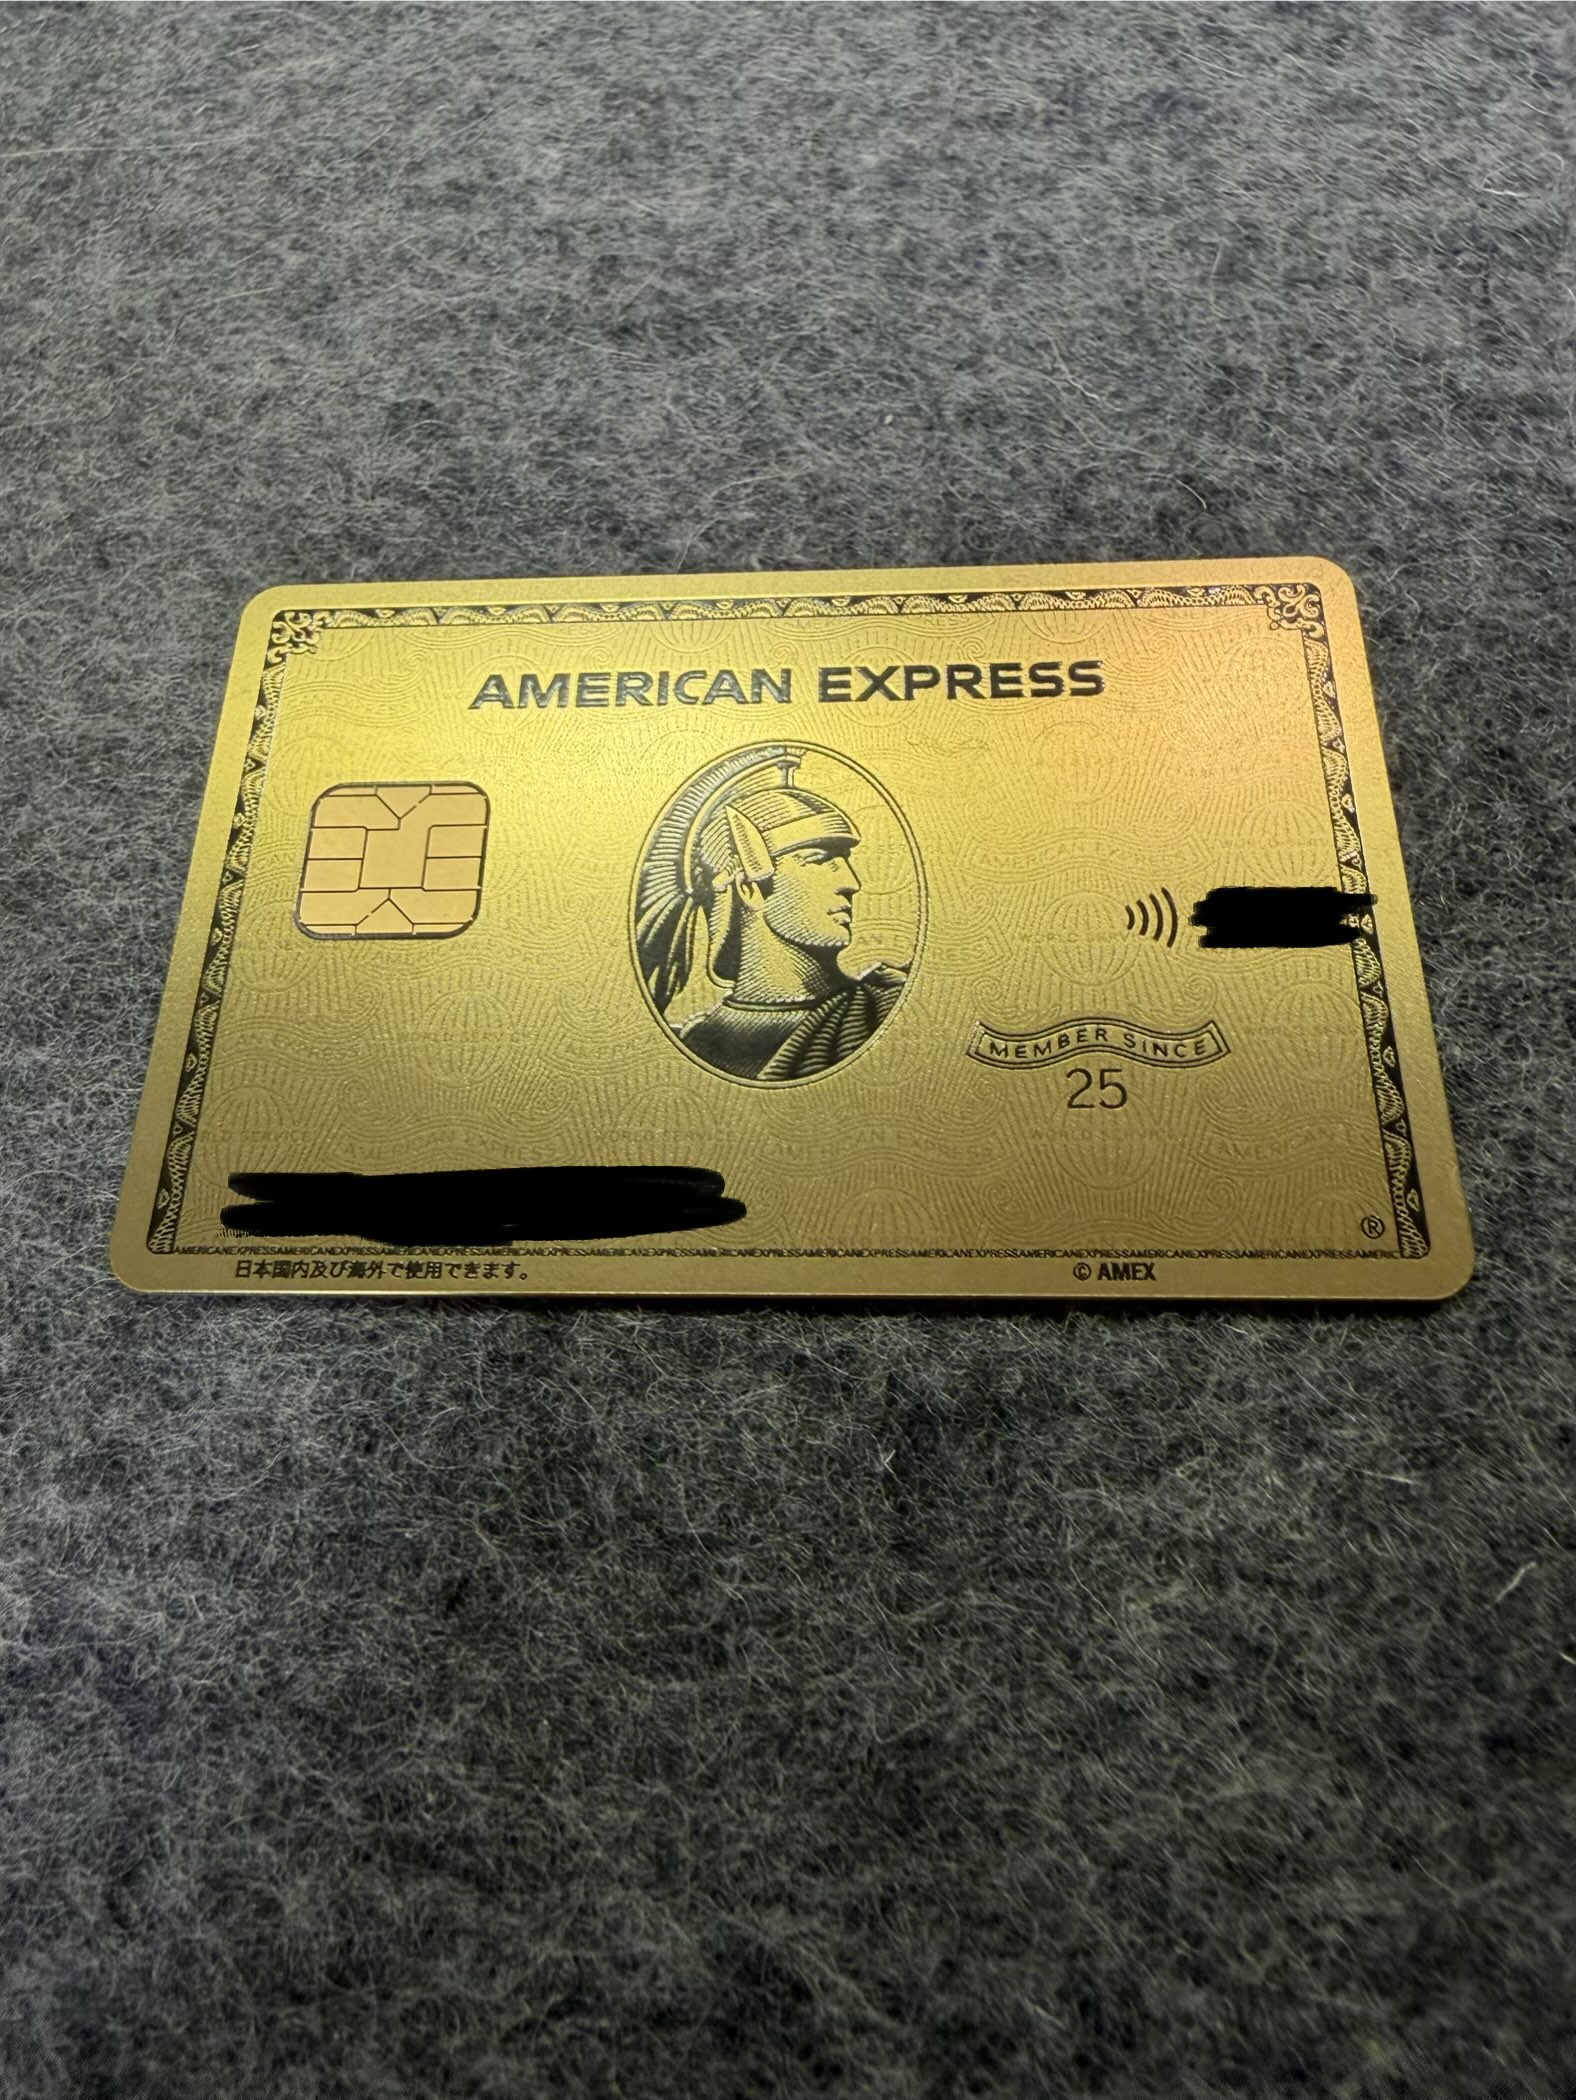 AMERICAN EXPRESS
MEMBER SINCE
25
®
AMERICANEXPRESSAMERICANEXPRESSAMERICANEXPRESSAMERICANEXPRESSAMERICANEXPRESSAMERICANEXPRESSAMERICANEXPRESSAMERICANEXPRESSAMERIC
日本国内及び海外で使用できます。
© AMEX